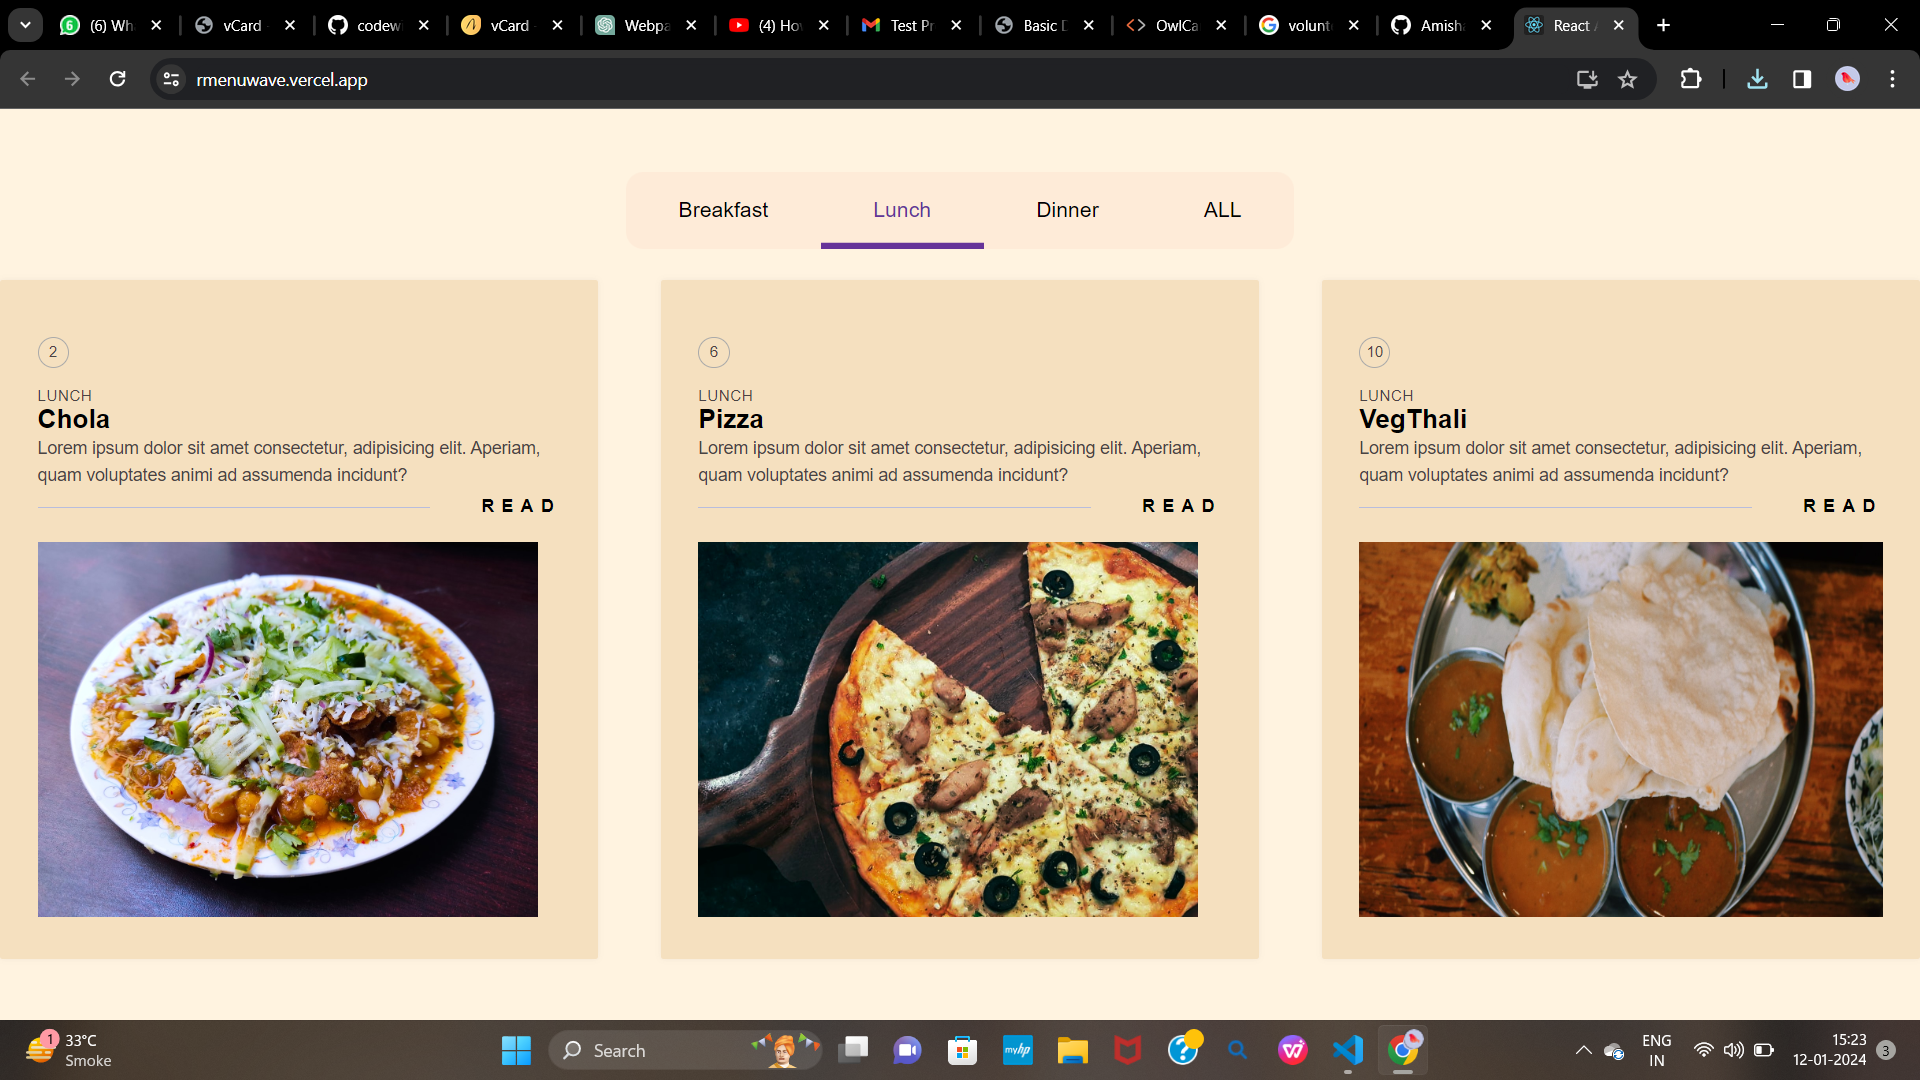 (6) Wh
vCard
codew
vCard
Webpa
(4) Ho
Test Pr
Basic D
OwlCa
volunt
Amisha
React A
rmenuwave.vercel.app
Breakfast
Lunch
Dinner
ALL
2
LUNCH
Chola
Lorem ipsum dolor sit amet consectetur, adipisicing elit. Aperiam,
quam voluptates animi ad assumenda incidunt?
READ
6
LUNCH
Pizza
Lorem ipsum dolor sit amet consectetur, adipisicing elit. Aperiam,
quam voluptates animi ad assumenda incidunt?
READ
10
LUNCH
VegThali
Lorem ipsum dolor sit amet consectetur, adipisicing elit. Aperiam,
quam voluptates animi ad assumenda incidunt?
READ
1
33°C
Smoke
Search
myhp
ENG
IN
15:23
12-01-2024
3